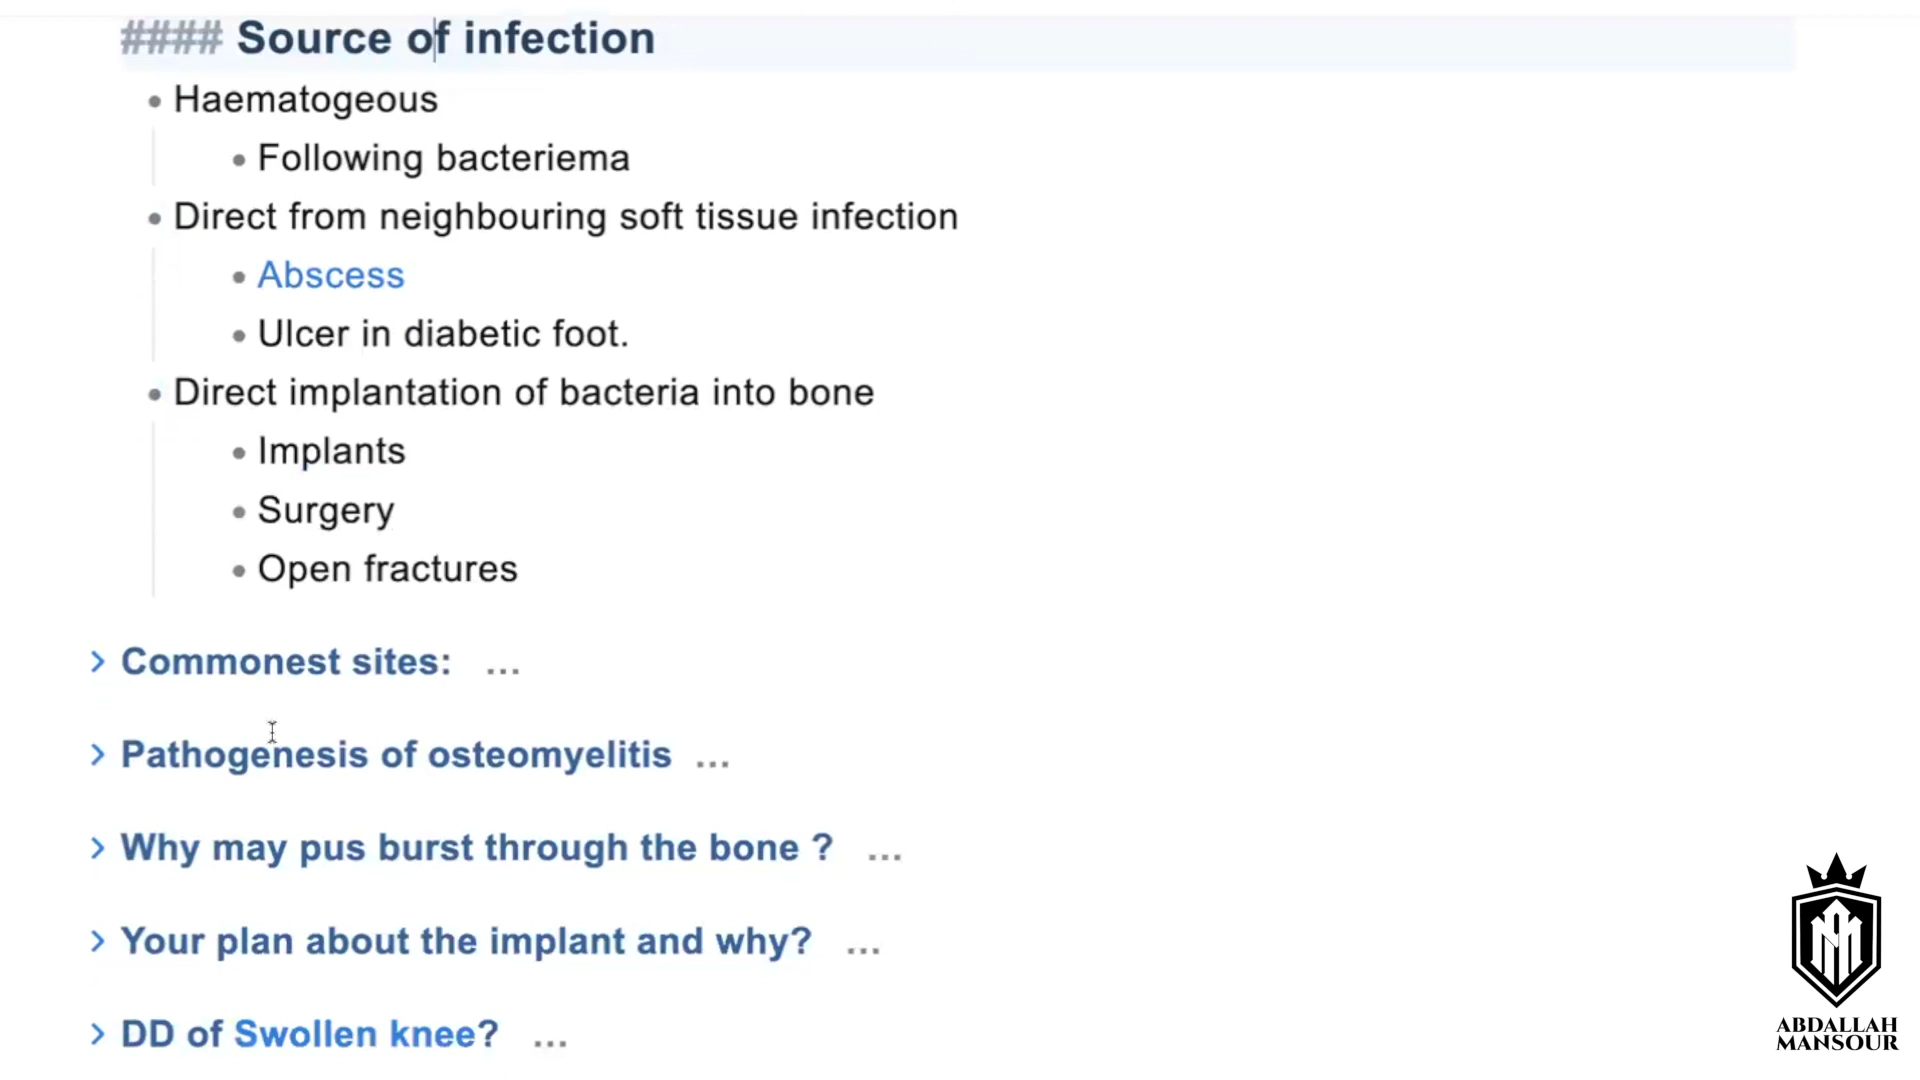 #### Source of infection
Haematogeous
Following bacteriema
Direct from neighbouring soft tissue infection
Abscess
Ulcer in diabetic foot.
Direct implantation of bacteria into bone
Implants
Surgery
Open fractures
Commonest sites: ...
Pathogenesis of osteomyelitis ...
Why may pus burst through the bone ? ...
Your plan about the implant and why? ...
DD of Swollen knee? ...
ABDALLAH
MANSOUR